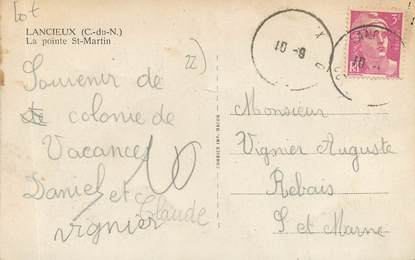 Lot
LANCIEUX (C.-du-N.)
La pointe St-Martin
22)
Souvenir de
colonie de
Vacances
Daniel et Claude
Vignier
10
Monsieur
Vignier Auguste
Rebais
S et Marne